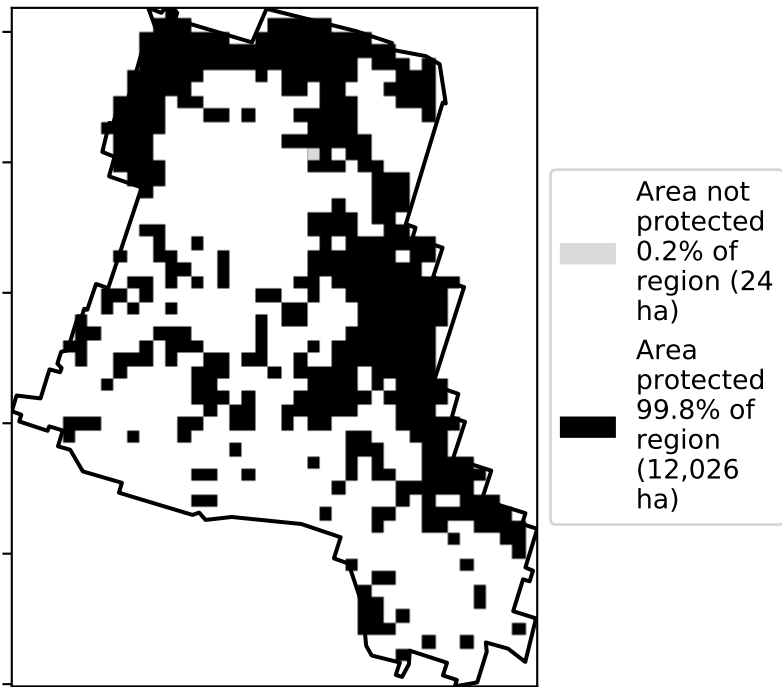 Area not
protected
0.2% of
region (24
ha)
Area
protected
99.8% of
region
(12,026
ha)